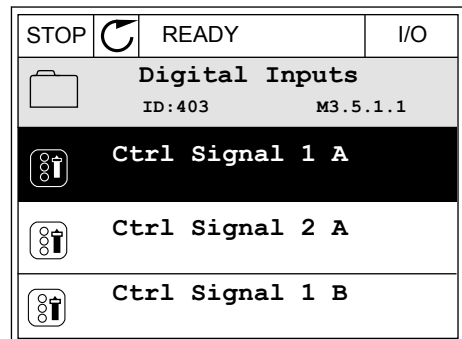 STOP READY I/O
Digital Inputs
ID:403 M3.5.1.1
Ctrl Signal 1 A
Ctrl Signal 2 A
Ctrl Signal 1 B